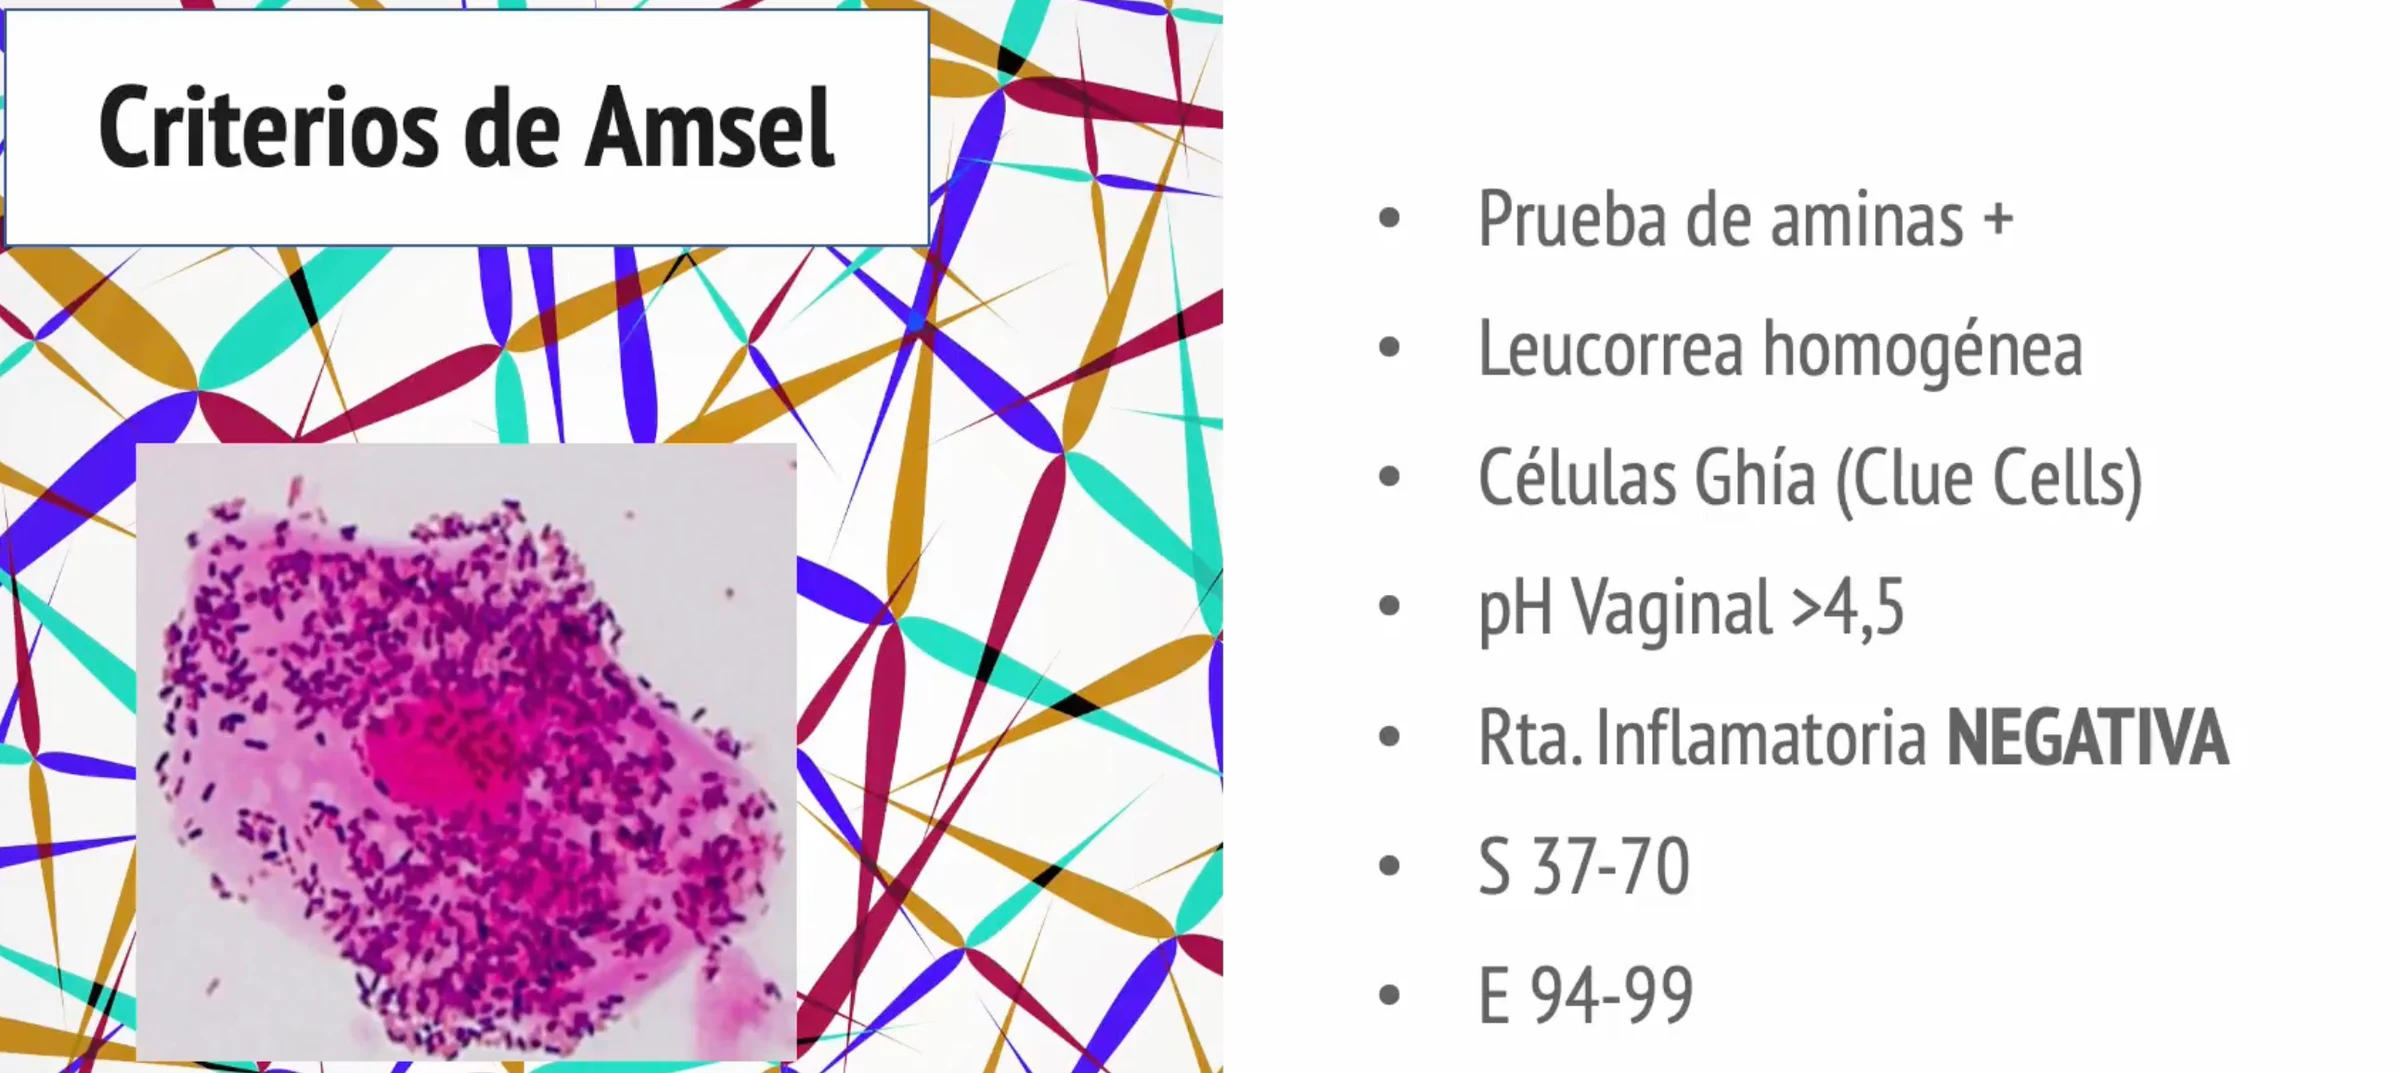 Criterios de Amsel
• Prueba de aminas +
• Leucorrea homogénea
• Células Ghía (Clue Cells)
• pH Vaginal >4,5
• Rta. Inflamatoria NEGATIVA
• S 37-70
• E 94-99